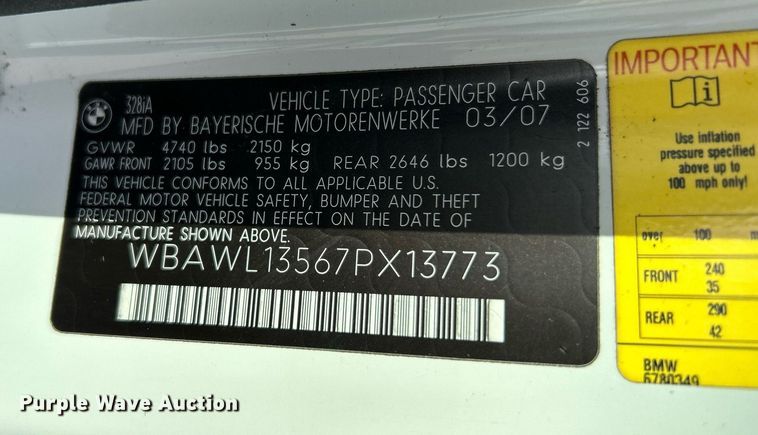 BMW
328iA
VEHICLE TYPE: PASSENGER CAR
MFD BY BAYERISCHE MOTORENWERKE 03/07
GVWR 4740 lbs 2150 kg
GAWR FRONT 2105 lbs 955 kg REAR 2646 lbs 1200 kg
THIS VEHICLE CONFORMS TO ALL APPLICABLE U.S.
FEDERAL MOTOR VEHICLE SAFETY, BUMPER AND THEFT
PREVENTION STANDARDS IN EFFECT ON THE DATE OF
MANUFACTURE SHOWN ABOVE.
WBAWL13567PX13773
2 122 606
IMPORTANT
i
Use inflation
pressure specified
above up to
100 mph only!
over 100
FRONT 240
35
REAR 290
42
BMW
6780349
Purple Wave Auction